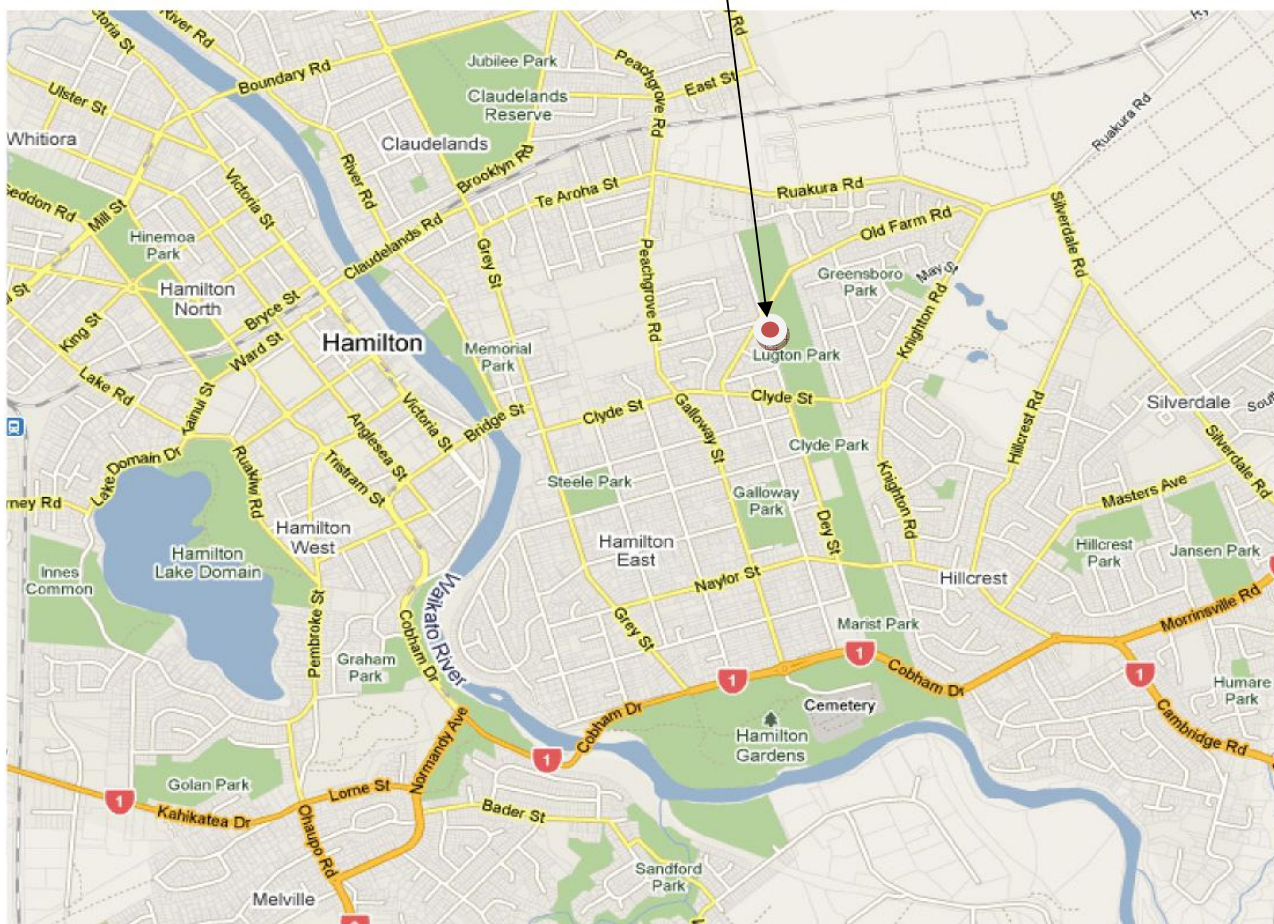 River Rd
Rd
Boundary Rd
Jubilee Park
Peachgrove Rd
East St
Ulster St
Claudelands
Reserve
Whitiora
Claudelands
Ruakura Rd
River Rd
Brooklyn Rd
Victoria St
Te Aroha St
Ruakura Rd
Mill St
Silverdale Rd
Hinemoa
Park
Claudelands Rd
Grey St
Peachgrove Rd
Old Farm Rd
Greensboro
Park
May St
Hamilton
North
Bryce St
King St
Ward St
Hamilton
Memorial
Park
Lugton Park
Knighton Rd
Lake Rd
Victoria St
Bridge St
Clyde St
Clyde St
Galloway St
Hillcrest Rd
Silverdale
Anglesea St
Clyde Park
Lake Domain Dr
Ruakiwi Rd
Tristram St
Steele Park
Galloway
Park
Knighton Rd
Masters Ave
Silverdale Rd
Dey St
Hamilton
West
Hamilton
East
Hillcrest
Park
Jansen Park
Hamilton
Lake Domain
Innes
Common
Naylor St
Hillcrest
Waikato River
Pembroke St
Cobham Dr
Grey St
Marist Park
Morrinsville Rd
Graham
Park
1
1
Cobham Dr
1
Humare
Park
Cemetery
Cobham Dr
Hamilton
Gardens
Cambridge Rd
Normandy Ave
1
Golan Park
Lorne St
1
Kahikatea Dr
Ohaupo Rd
Bader St
Sandford
Park
Melville